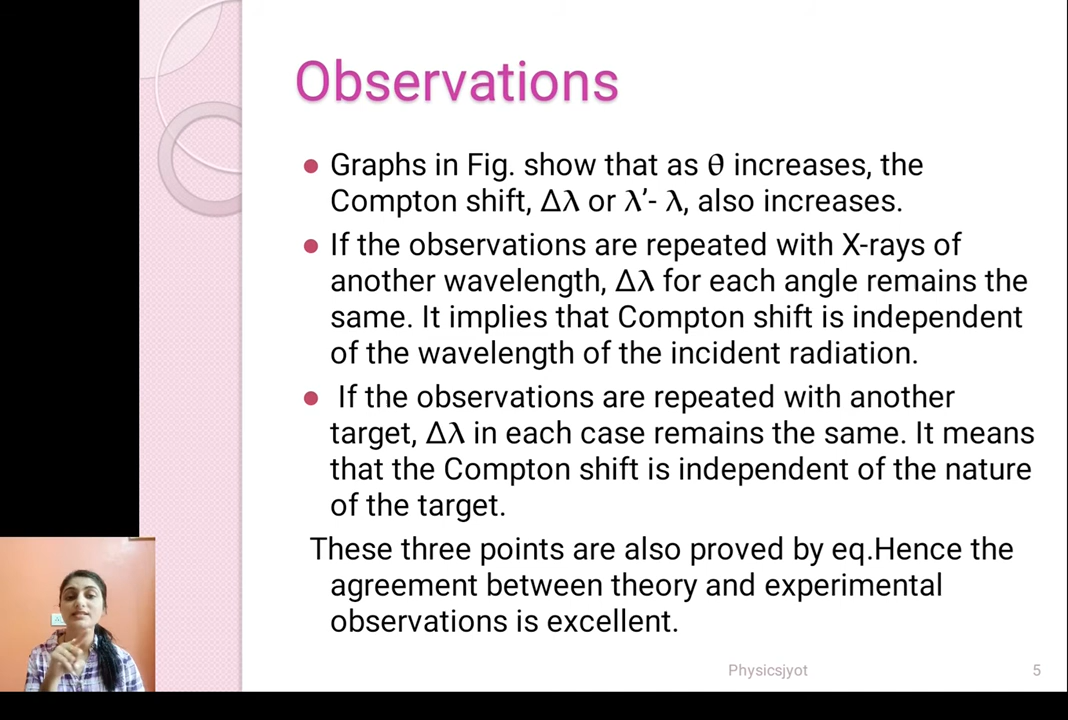 Observations
Graphs in Fig. show that as θ increases, the
Compton shift, Δλ or λ’- λ, also increases.
If the observations are repeated with X-rays of
another wavelength, Δλ for each angle remains the
same. It implies that Compton shift is independent
of the wavelength of the incident radiation.
If the observations are repeated with another
target, Δλ in each case remains the same. It means
that the Compton shift is independent of the nature
of the target.
These three points are also proved by eq.Hence the
agreement between theory and experimental
observations is excellent.
Physicsjyot 5